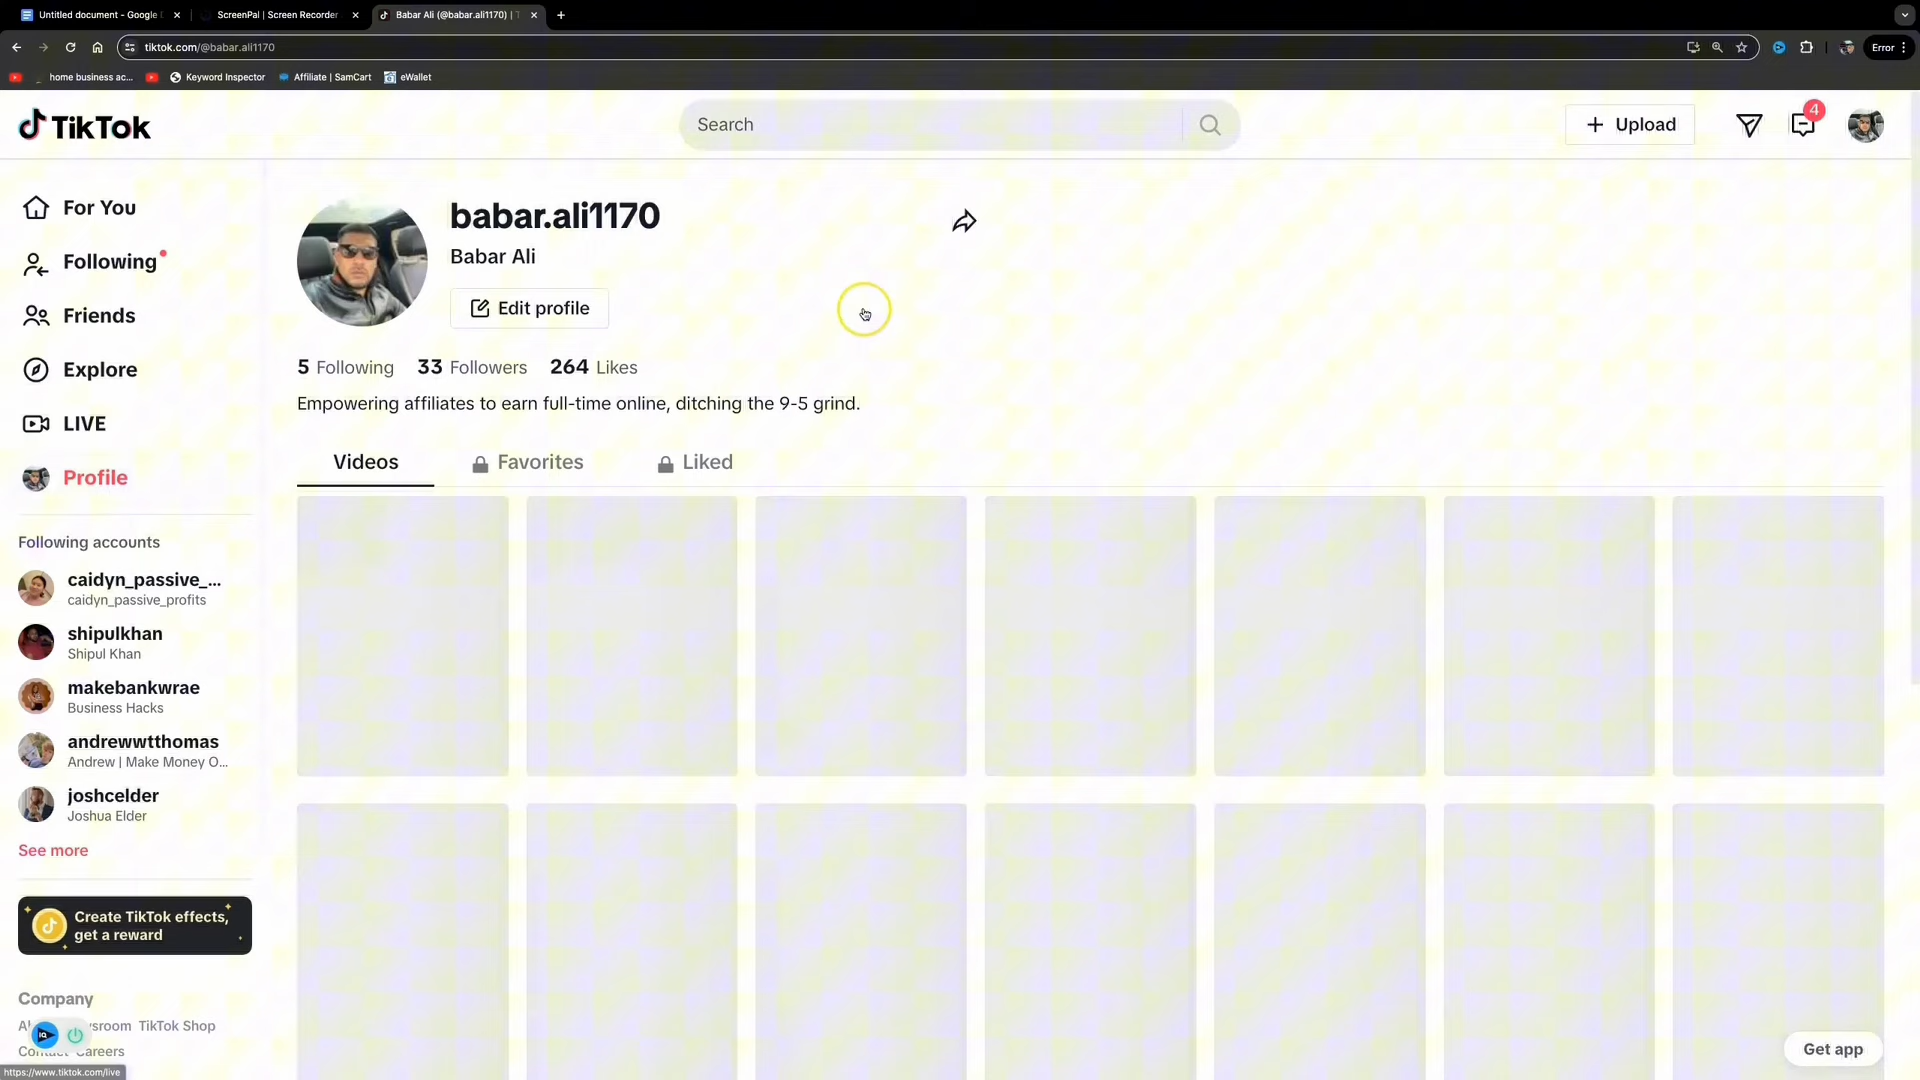 Untitled document - Google
ScreenPal | Screen Recorder
Babar Ali (@babar.ali1170) | T
tiktok.com/@babar.ali1170
Error
home business ac...
Keyword Inspector
Affiliate | SamCart
eWallet
TikTok
Search
Upload
4
For You
Following
Friends
Explore
LIVE
Profile
Following accounts
caidyn_passive_...
caidyn_passive_profits
shipulkhan
Shipul Khan
makebankwrae
Business Hacks
andrewwtthomas
Andrew | Make Money O...
joshcelder
Joshua Elder
See more
Create TikTok effects,
get a reward
Company
TikTok Shop
Careers
https://www.tiktok.com/live
babar.ali1170
Babar Ali
Edit profile
5 Following 33 Followers 264 Likes
Empowering affiliates to earn full-time online, ditching the 9-5 grind.
Videos Favorites Liked
Get app